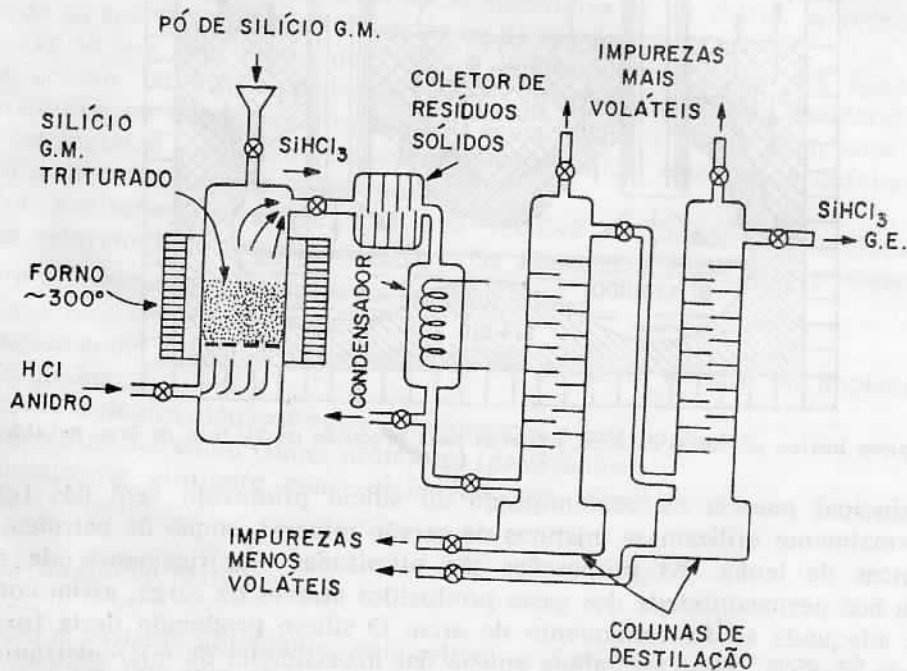 PÓ DE SILÍCIO G.M.
IMPUREZAS
MAIS
VOLÁTEIS
COLETOR DE
RESÍDUOS
SÓLIDOS
SILÍCIO
G.M.
TRITURADO
SiHCl₃
SiHCl₃
G.E.
FORNO
~300°
CONDENSADOR
HCl
ANIDRO
IMPUREZAS
MENOS
VOLÁTEIS
COLUNAS DE
DESTILAÇÃO